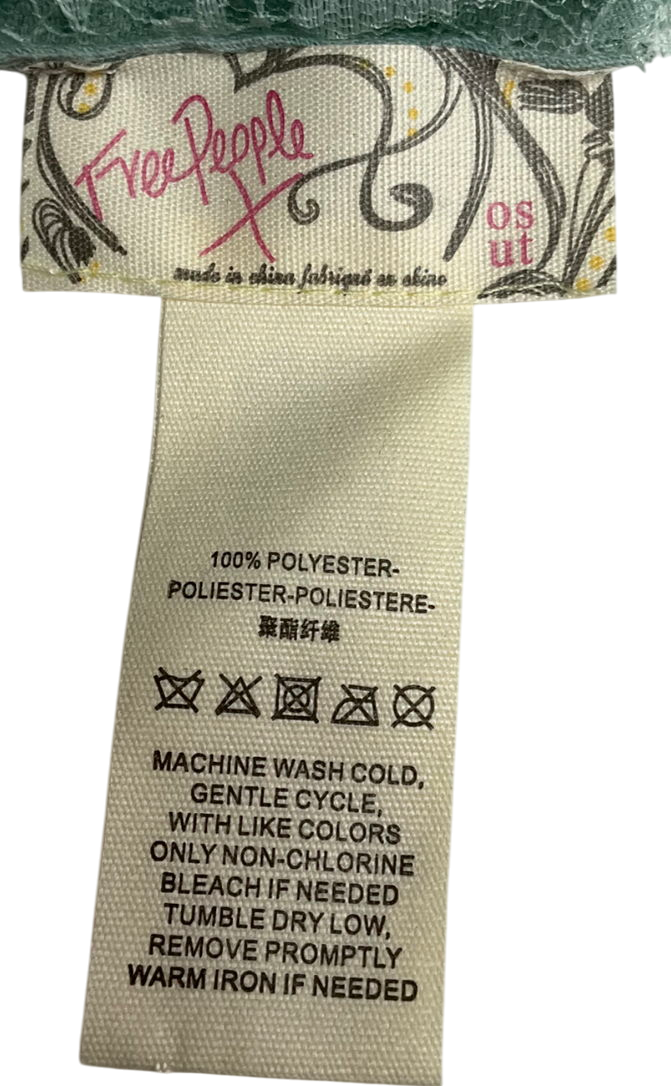 Free People
X
os
ut
made in china fabriqué en chine
100% POLYESTER-
POLIESTER-POLIESTERE-
聚酯纤维
MACHINE WASH COLD,
GENTLE CYCLE,
WITH LIKE COLORS
ONLY NON-CHLORINE
BLEACH IF NEEDED
TUMBLE DRY LOW,
REMOVE PROMPTLY
WARM IRON IF NEEDED